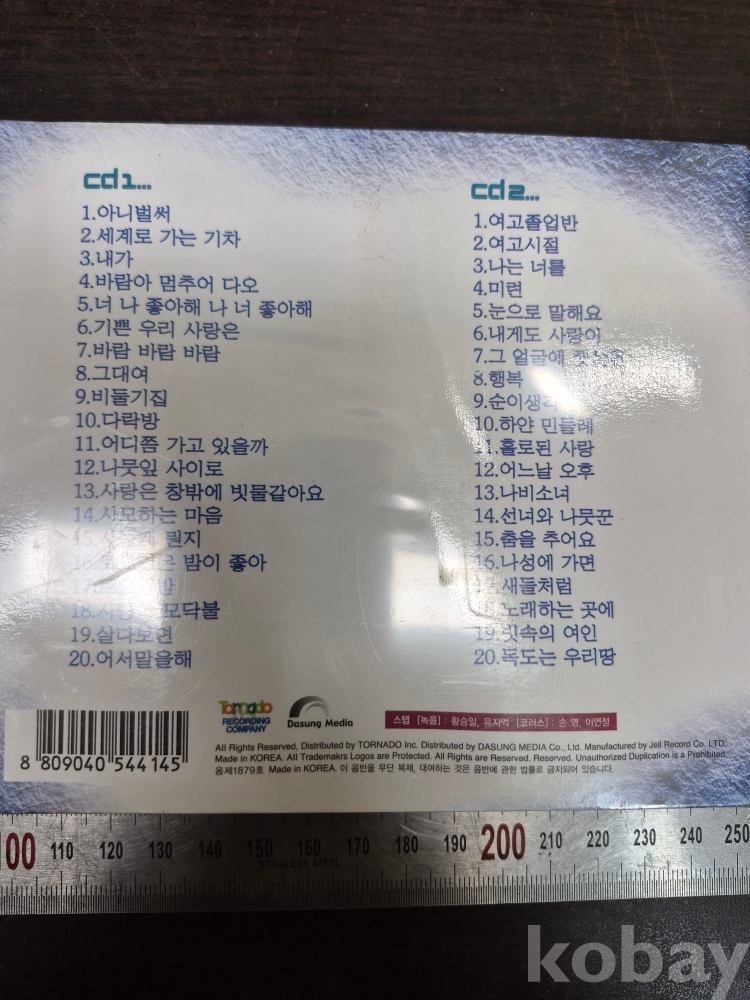 cd1...
1.아니벌써
2.세계로 가는 기차
3.내가
4.바람아 멈추어 다오
5.너 나 좋아해 나 너 좋아해
6.기쁜 우리 사랑은
7.바람 바람 바람
8.그대여
9.비둘기집
10.다락방
11.어디쯤 가고 있을까
12.나뭇잎 사이로
13.사랑은 창밖에 빗물같아요
14.사모하는 마음
15. 뭔지
16. 밤이 좋아
17.
18. 모닥불
19.살다보면
20.어서말을해
cd2...
1.여고졸업반
2.여고시절
3.나는 너를
4.미련
5.눈으로 말해요
6.내게도 사랑이
7.그 얼굴에
8.행복
9.순이생각
10.하얀 민들레
11.홀로된 사랑
12.어느날 오후
13.나비소녀
14.선녀와 나뭇꾼
15.춤을 추어요
16.나성에 가면
17.새들처럼
18.노래하는 곳에
19.빗속의 여인
20.독도는 우리땅
Tornado
RECORDING
COMPANY
Dasung Media
스탭 [녹음] : 황승일, 유지덕 [코러스] : 손 영, 이연정
8 809040 544145
All Rights Reserved, Distributed by TORNADO Inc. Distributed by DASUNG MEDIA Co., Ltd. Manufactured by Jeil Record Co. LTD.
Made in KOREA. All Trademakrs Logos are Protected. All Rights are Reserved. Reserved. Unauthorized Duplication is a Prohibited.
음제1879호 Made in KOREA. 이 음반을 무단 복제, 대여하는 것은 음반에 관한 법률로 금지되어 있습니다.
00 110 120 130 140 150 160 170 180 190 200 210 220 230 240 250
STAINLESS STEEL
kobay